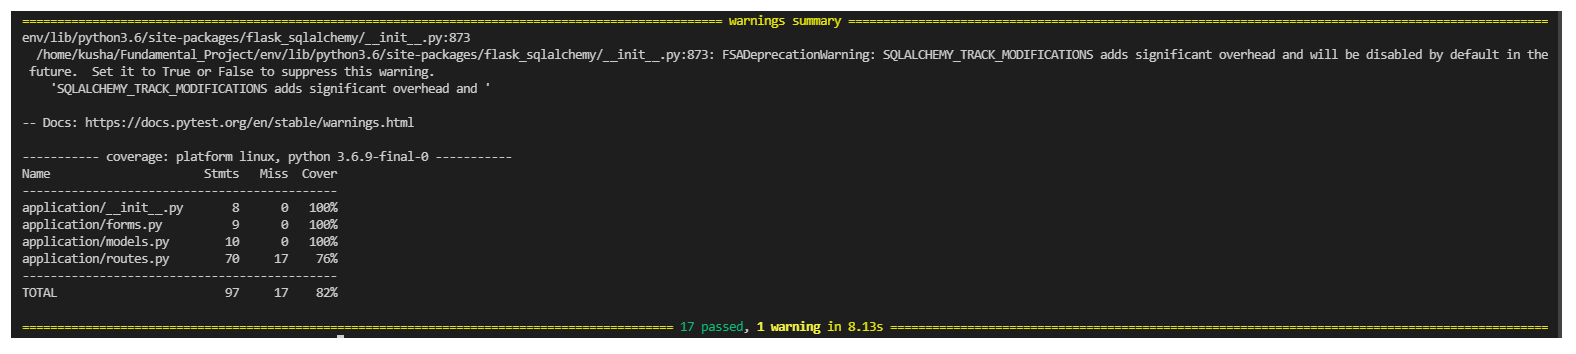 ==================================================================================================== warnings summary ====================================================================================================
env/lib/python3.6/site-packages/flask_sqlalchemy/__init__.py:873
  /home/kusha/Fundamental_Project/env/lib/python3.6/site-packages/flask_sqlalchemy/__init__.py:873: FSADeprecationWarning: SQLALCHEMY_TRACK_MODIFICATIONS adds significant overhead and will be disabled by default in the
 future.  Set it to True or False to suppress this warning.
    'SQLALCHEMY_TRACK_MODIFICATIONS adds significant overhead and '
-- Docs: https://docs.pytest.org/en/stable/warnings.html
----------- coverage: platform linux, python 3.6.9-final-0 -----------
Name                      Stmts   Miss  Cover
---------------------------------------------
application/__init__.py       8      0   100%
application/forms.py          9      0   100%
application/models.py        10      0   100%
application/routes.py        70     17    76%
---------------------------------------------
TOTAL                        97     17    82%
============================================================================================= 17 passed, 1 warning in 8.13s ==============================================================================================